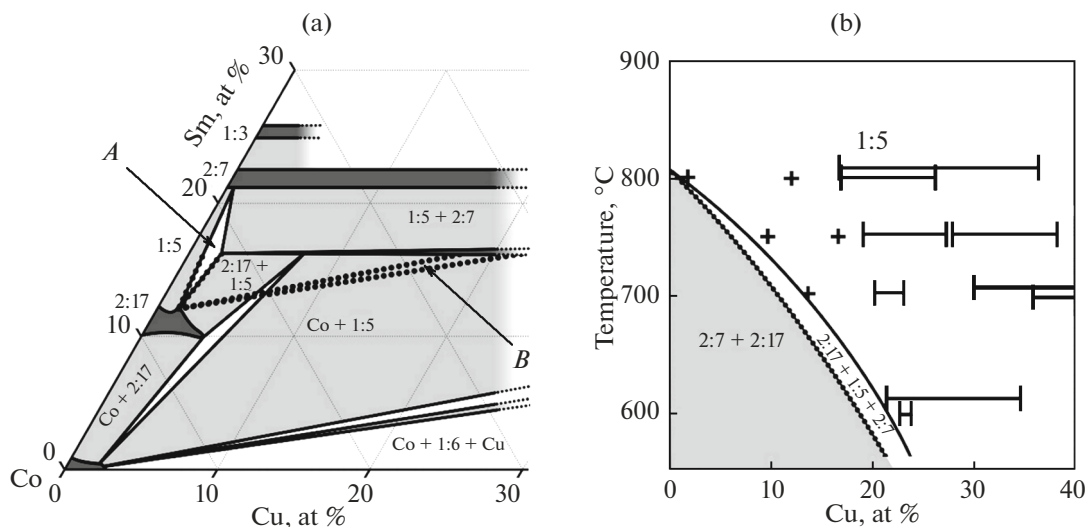 (a)
30
Sm, at %
1:3
A
2:7
20
1:5 + 2:7
1:5
2:17 +
1:5
2:17
10
Co + 1:5
B
Co + 2:17
0
Co + 1:6 + Cu
Co
0
10
20
30
Cu, at %
(b)
900
1:5
800
Temperature, °C
700
2:7 + 2:17
2:17 + 1:5 + 2:7
600
0
10
20
30
40
Cu, at %